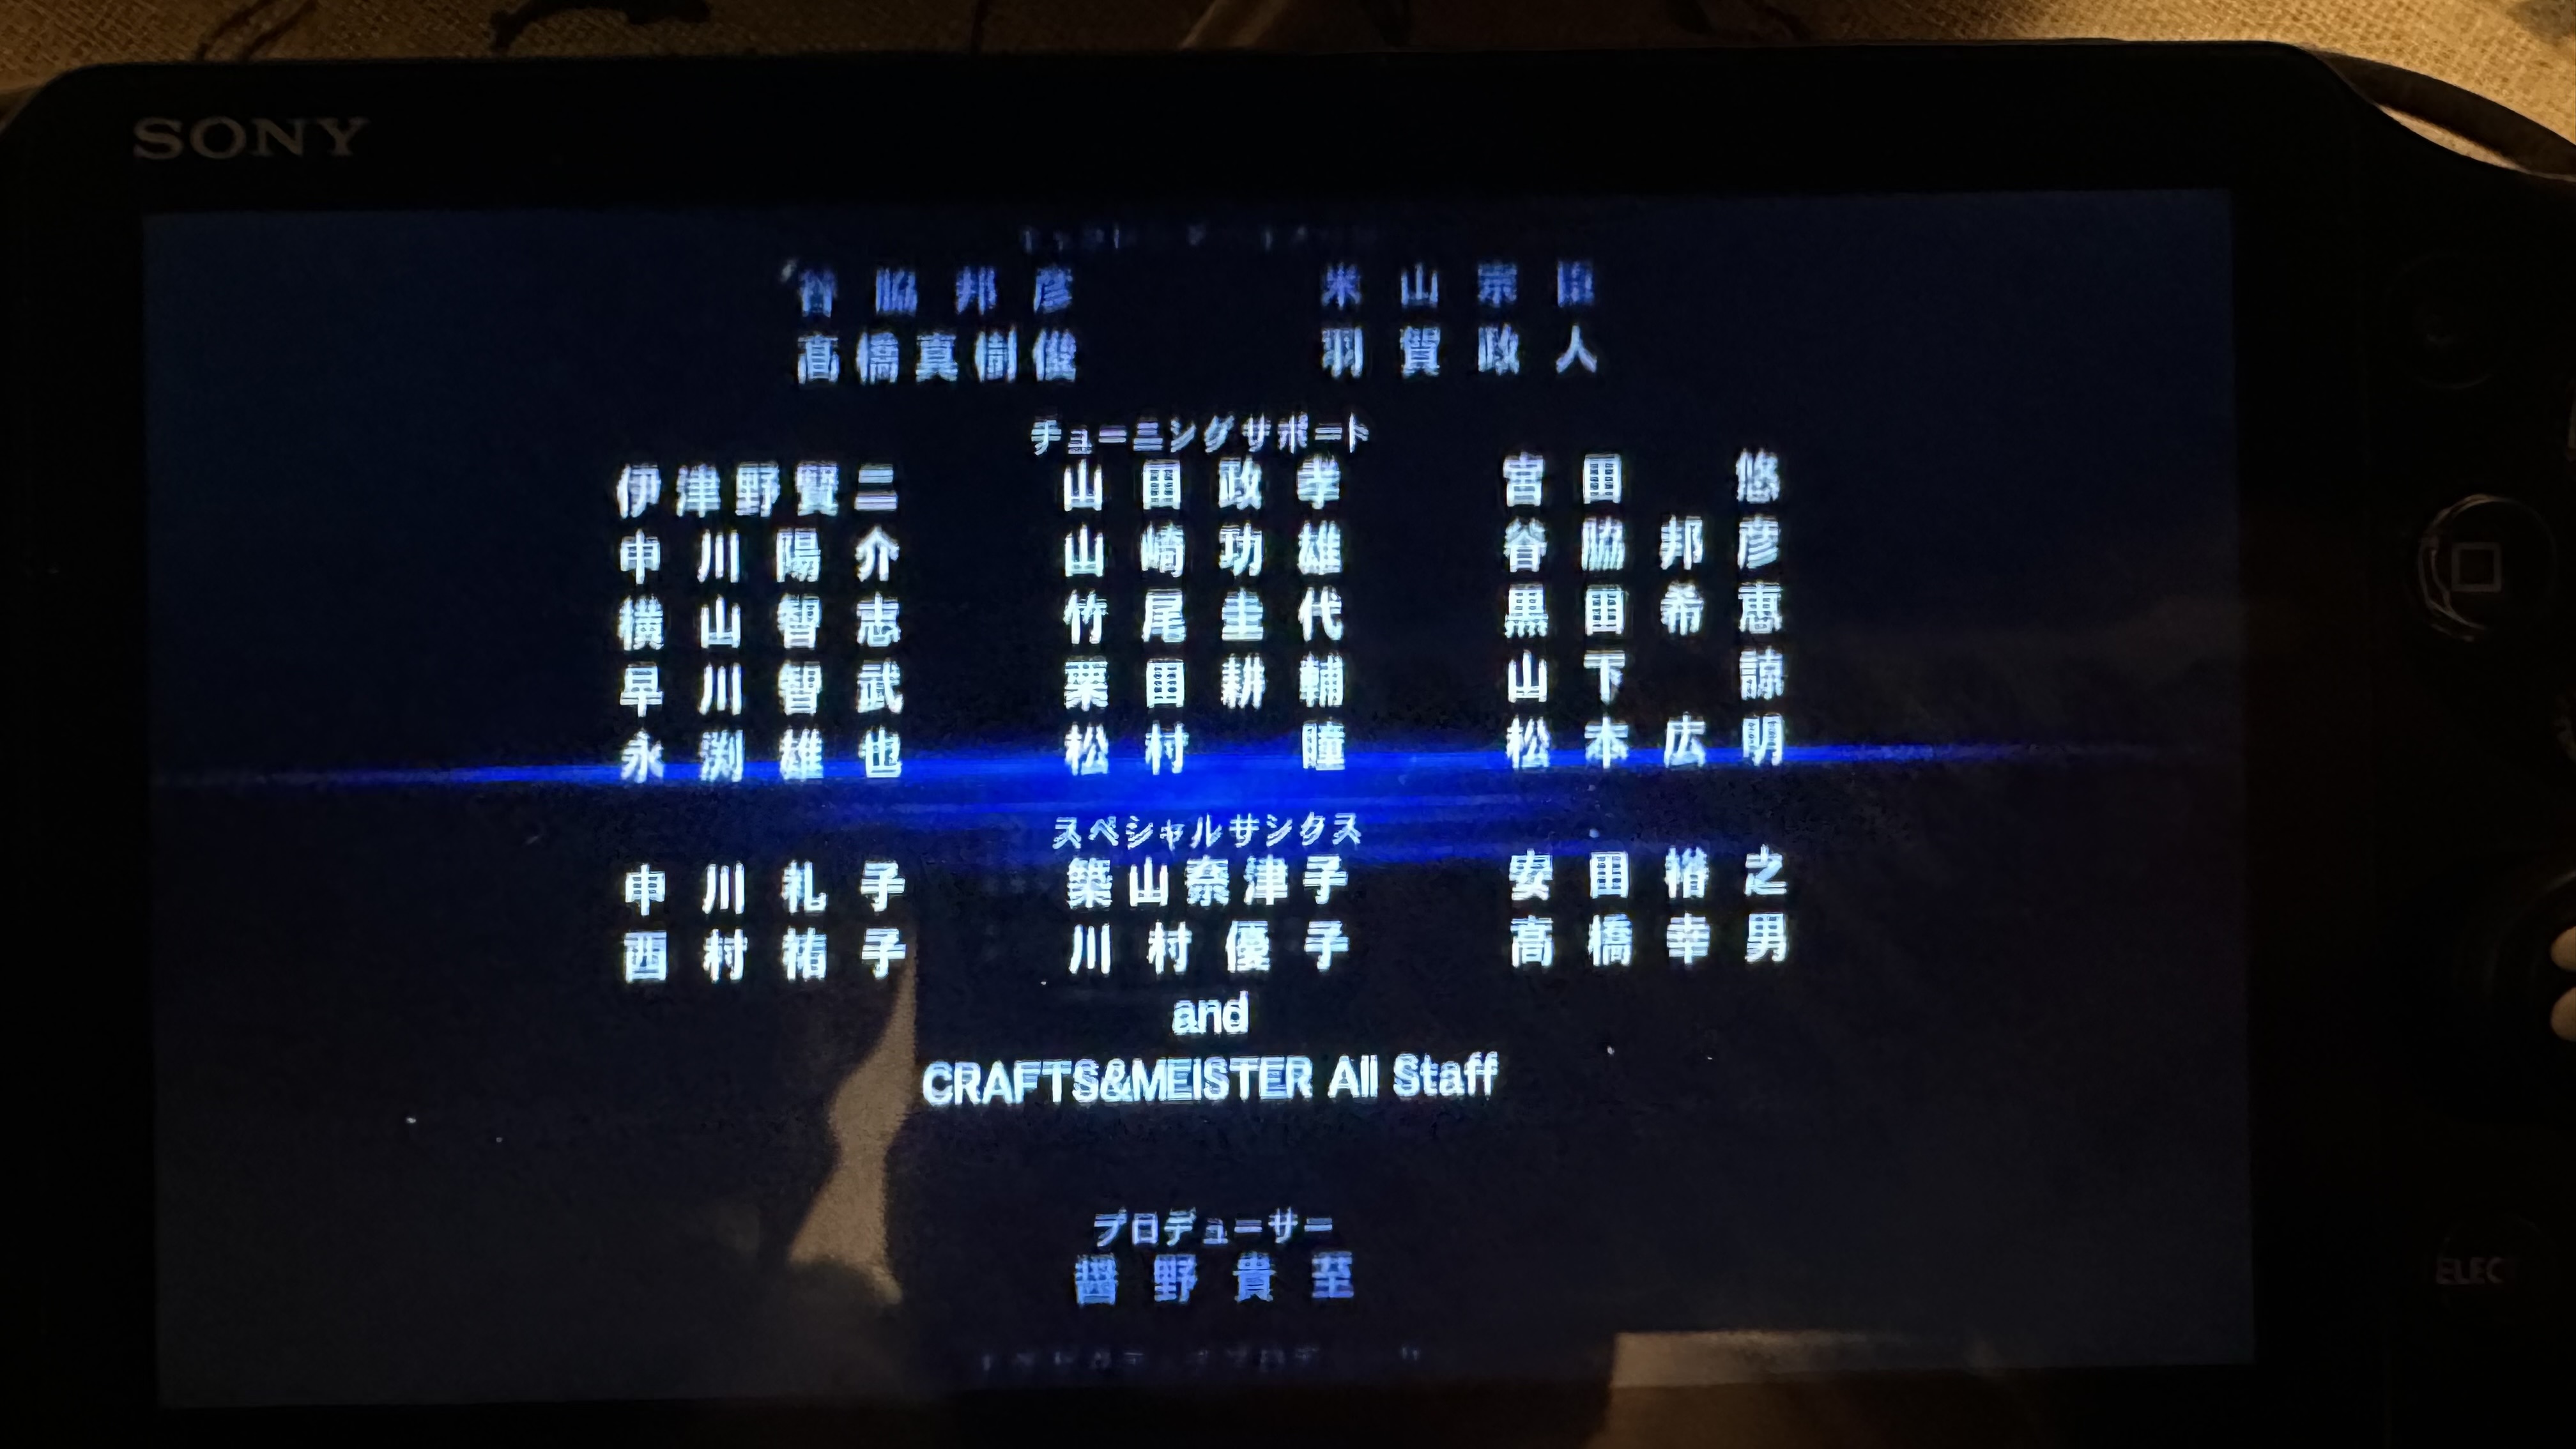 SONY
谷脇邦彦 米山宗臣
髙橋真樹俊 羽賀政人
チューニングサポート
伊津野賢二 山田政孝 宮田 悠
中川陽介 山崎功雄 谷脇邦彦
横山智志 竹尾圭代 黒田希恵
早川智武 栗田耕輔 山下 諒
永渕雄也 松村 瞳 松本広明
スペシャルサンクス
中川礼子 築山奈津子 安田裕之
西村祐子 川村優子 高橋幸男
and
CRAFTS&MEISTER All Staff
プロデューサー
醤野貴至
ELEC